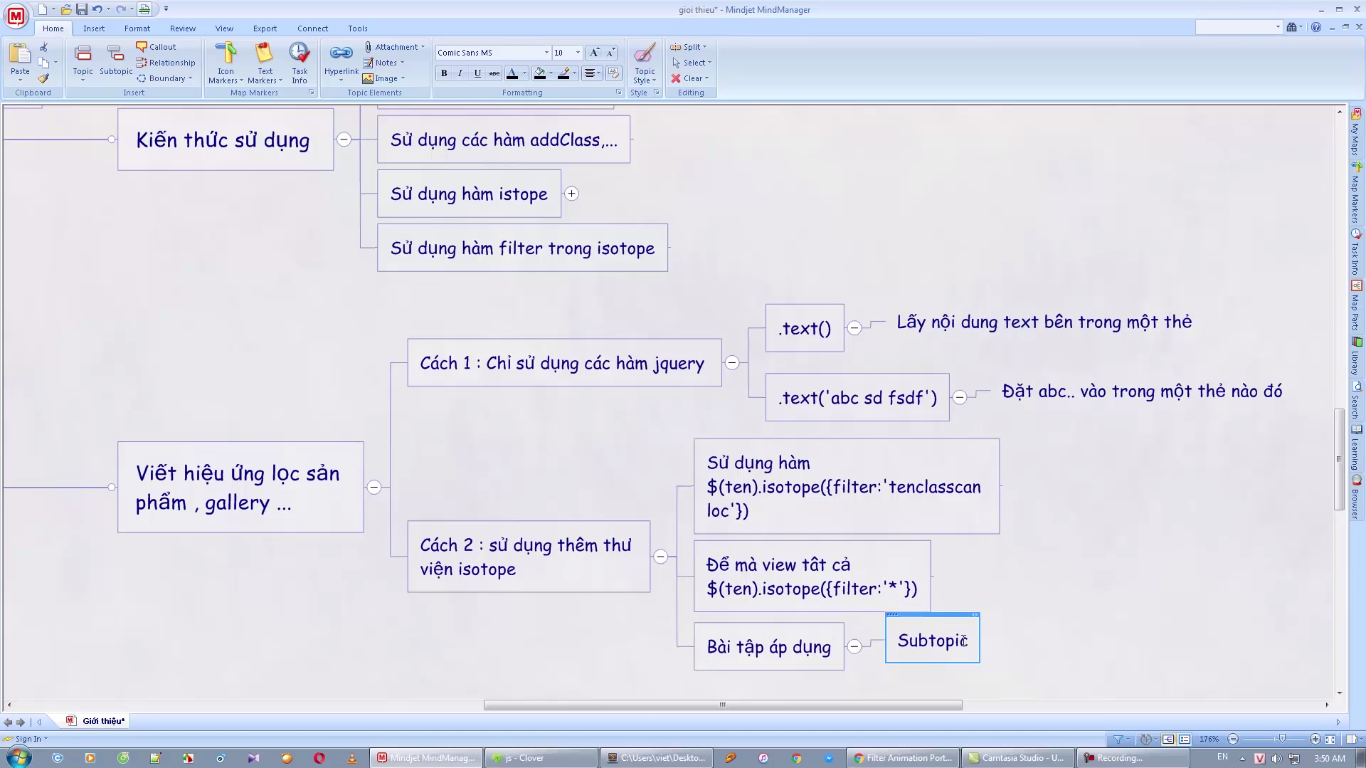 gioi thieu* - Mindjet MindManager
Home Insert Format Review View Export Connect Tools
Paste
Clipboard
Topic Subtopic
Callout
Relationship
Boundary
Insert
Icon Markers
Text Markers
Task Info
Map Markers
Hyperlink
Attachment
Notes
Image
Topic Elements
Comic Sans MS 10
B I U abc A
Formatting
Topic Style
Style
Split
Select
Clear
Editing
Kiến thức sử dụng
Sử dụng các hàm addClass,...
Sử dụng hàm istope
Sử dụng hàm filter trong isotope
Viết hiệu ứng lọc sản
phẩm , gallery ...
Cách 1 : Chỉ sử dụng các hàm jquery
.text()
Lấy nội dung text bên trong một thẻ
.text('abc sd fsdf')
Đặt abc.. vào trong một thẻ nào đó
Cách 2 : sử dụng thêm thư
viện isotope
Sử dụng hàm
$(ten).isotope({filter:'tenclasscan
loc'})
Để mà view tât cả
$(ten).isotope({filter:'*'})
Bài tập áp dụng
Subtopic
My Maps
Map Markers
Task Info
Map Parts
Library
Search
Learning
Browser
Giới thiệu*
Sign In
176%
Mindjet MindManag...
js - Clover
C:\Users\viet\Deskto...
Filter Animation Port...
Camtasia Studio - U...
Recording...
EN
3:50 AM